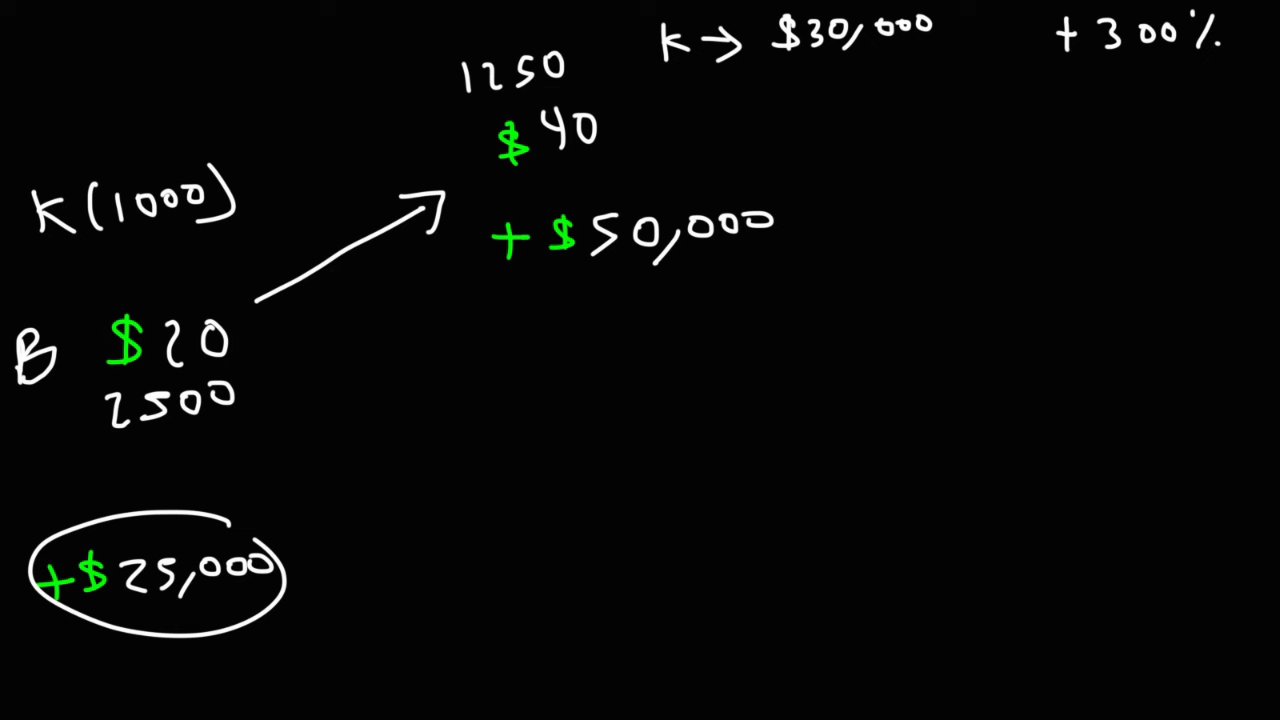 K → $30,000 +300%
1250
$40
K(1000)
+ $50,000
B $20
2500
+$25,000